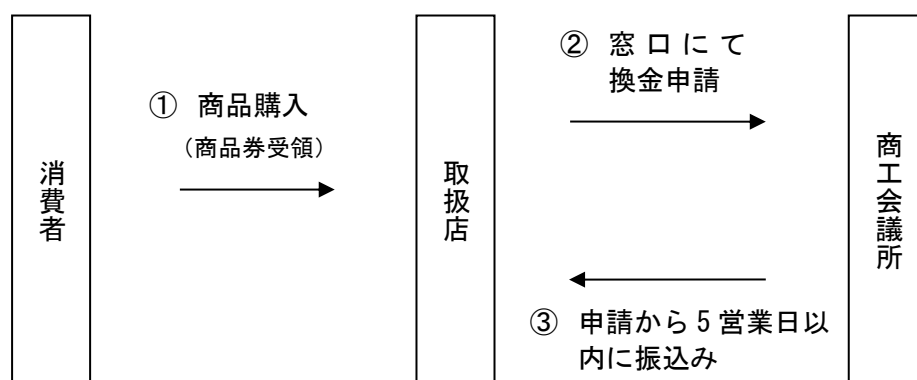 消費者
① 商品購入
（商品券受領）
取扱店
② 窓口にて
換金申請
商工会議所
③ 申請から5営業日以
内に振込み